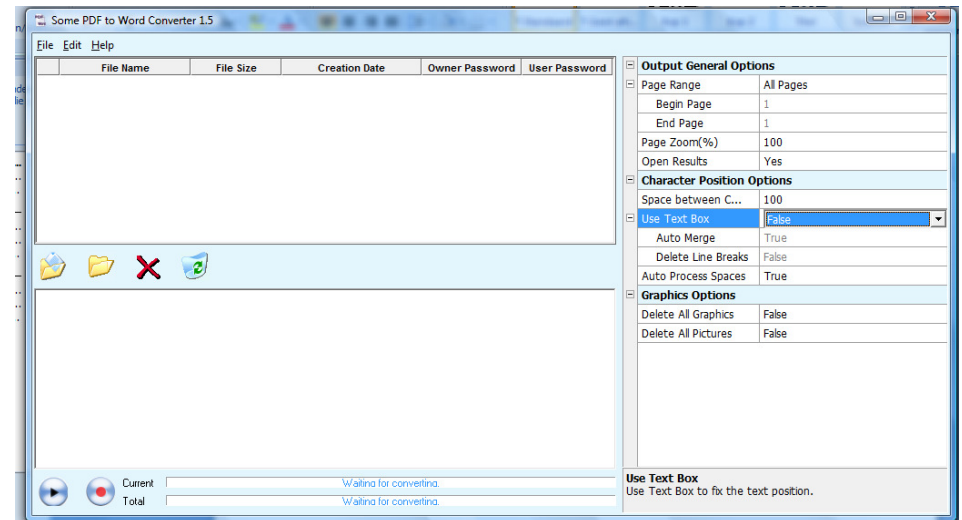 Some PDF to Word Converter 1.5
File Edit Help
File Name File Size Creation Date Owner Password User Password
Output General Options
Page Range All Pages
Begin Page 1
End Page 1
Page Zoom(%) 100
Open Results Yes
Character Position Options
Space between C... 100
Use Text Box False
Auto Merge True
Delete Line Breaks False
Auto Process Spaces True
Graphics Options
Delete All Graphics False
Delete All Pictures False
Current Waiting for converting.
Total Waiting for converting.
Use Text Box
Use Text Box to fix the text position.